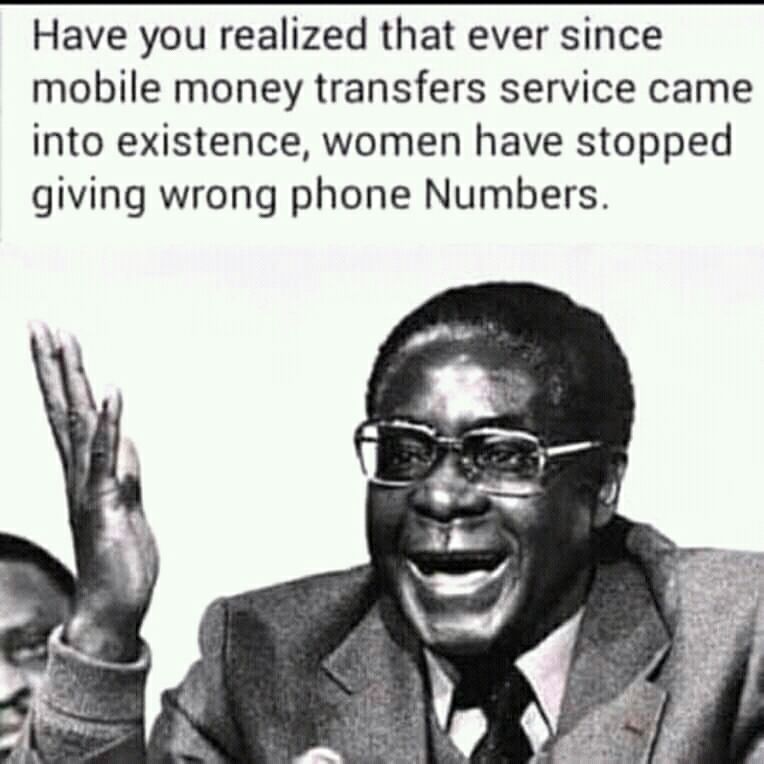 Have you realized that ever since
mobile money transfers service came
into existence, women have stopped
giving wrong phone Numbers.